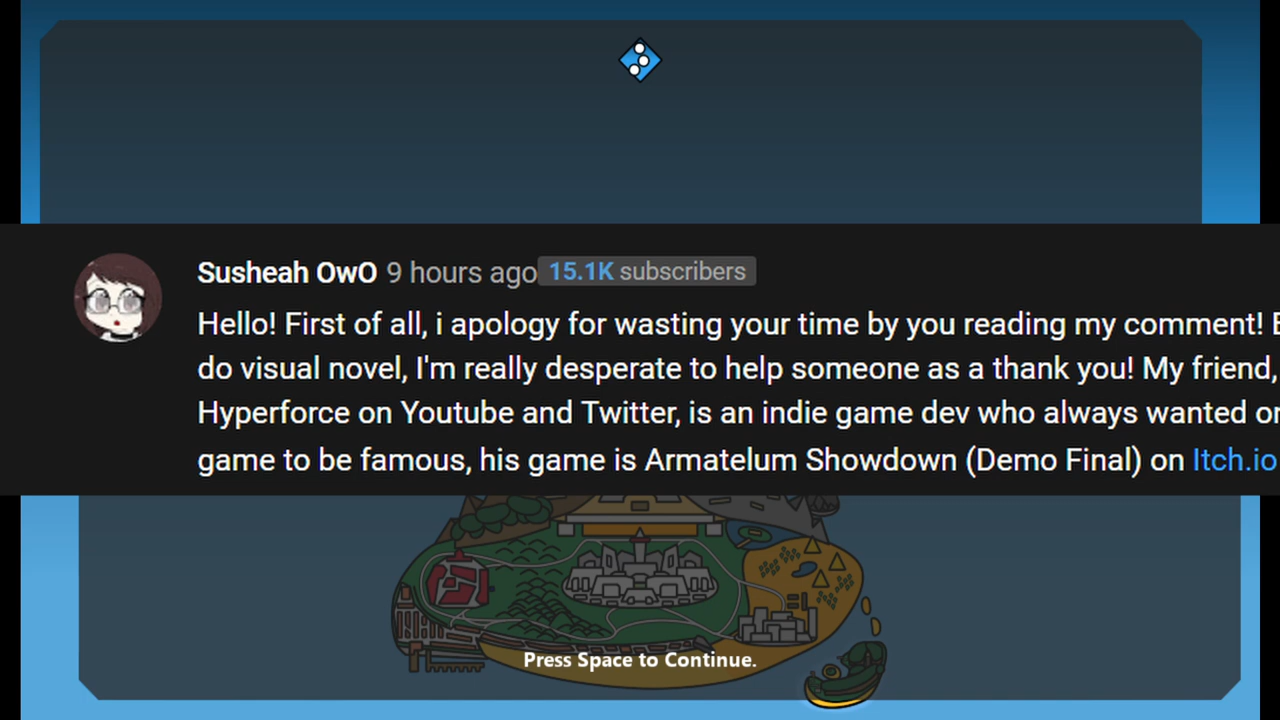 Susheah OwO 9 hours ago 15.1K subscribers
Hello! First of all, i apology for wasting your time by you reading my comment!
do visual novel, I'm really desperate to help someone as a thank you! My friend,
Hyperforce on Youtube and Twitter, is an indie game dev who always wanted
game to be famous, his game is Armatelum Showdown (Demo Final) on Itch.io
Press Space to Continue.